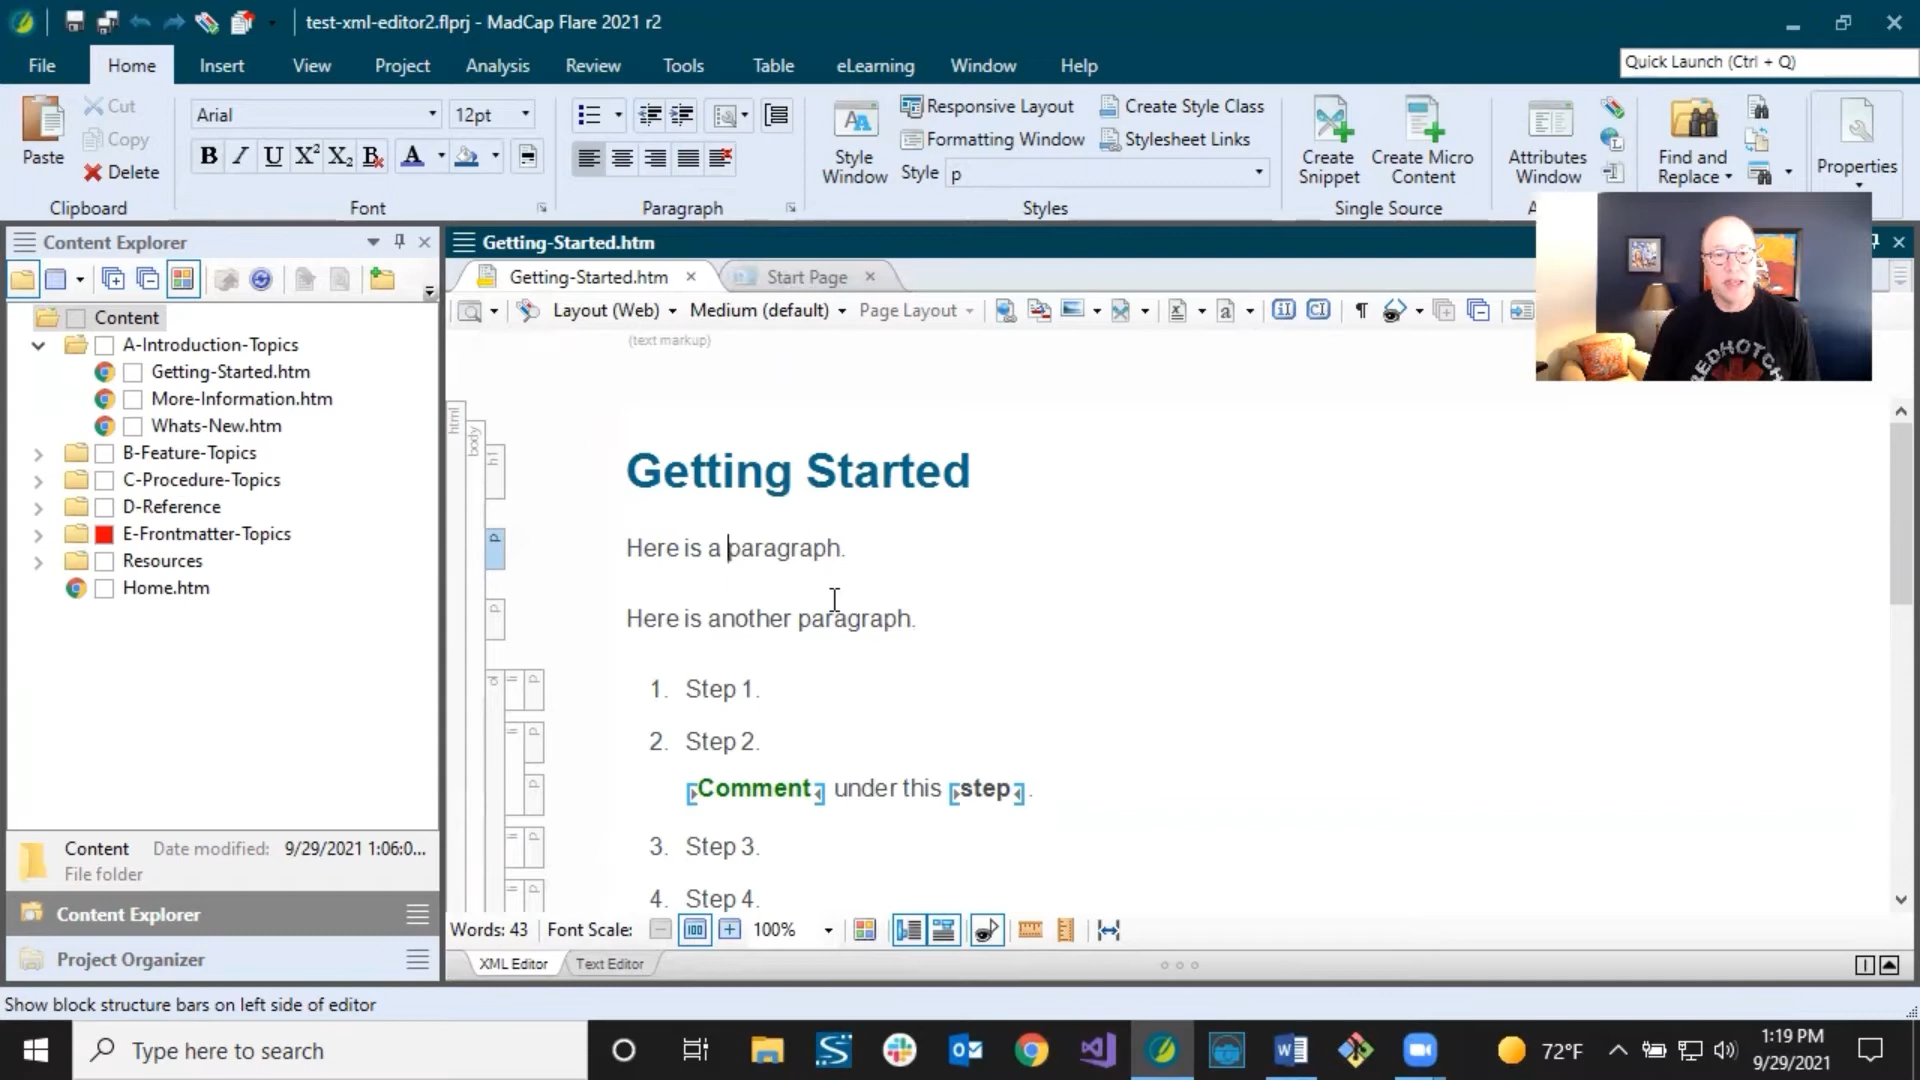 test-xml-editor2.flprj - MadCap Flare 2021 r2
File Home Insert View Project Analysis Review Tools Table eLearning Window Help
Quick Launch (Ctrl + Q)
Paste
Cut
Copy
Delete
Clipboard
Arial 12pt
B I U X² X₂ B A
Font
Paragraph
Style Window
Responsive Layout
Create Style Class
Formatting Window
Stylesheet Links
Style p
Styles
Create Snippet
Create Micro Content
Single Source
Attributes Window
Find and Replace
Properties
Content Explorer
Content
A-Introduction-Topics
Getting-Started.htm
More-Information.htm
Whats-New.htm
B-Feature-Topics
C-Procedure-Topics
D-Reference
E-Frontmatter-Topics
Resources
Home.htm
Content Date modified: 9/29/2021 1:06:0...
File folder
Content Explorer
Project Organizer
Getting-Started.htm
Getting-Started.htm Start Page
Layout (Web) Medium (default) Page Layout
(text markup)
html
body
h1
p
p
Getting Started
Here is a paragraph.
Here is another paragraph.
1. Step 1.
2. Step 2.
Comment under this step.
3. Step 3.
4. Step 4.
REDHOTCH
Words: 43 Font Scale: 100 100%
XML Editor Text Editor
Show block structure bars on left side of editor
Type here to search
72°F
1:19 PM
9/29/2021